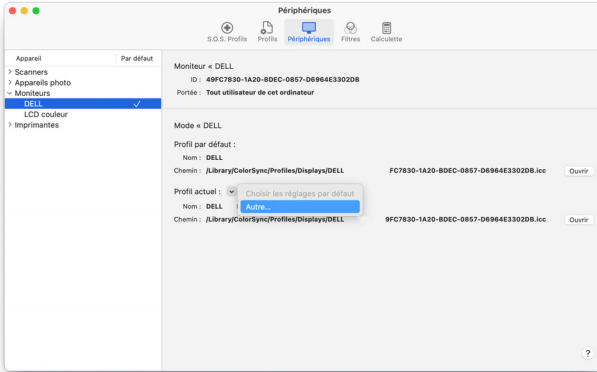 Périphériques
S.O.S. Profils Profils Périphériques Filtres Calculette
Appareil Par défaut
Scanners
Appareils photo
Moniteurs
DELL
LCD couleur
Imprimantes
Moniteur « DELL
ID : 49FC7830-1A20-BDEC-0857-D6964E3302DB
Portée : Tout utilisateur de cet ordinateur
Mode « DELL
Profil par défaut :
Nom : DELL
Chemin : /Library/ColorSync/Profiles/Displays/DELL FC7830-1A20-BDEC-0857-D6964E3302DB.icc Ouvrir
Profil actuel : Choisir les réglages par défaut
Nom : DELL Autre...
Chemin : /Library/ColorSync/Profiles/Displays/DELL 9FC7830-1A20-BDEC-0857-D6964E3302DB.icc Ouvrir
?